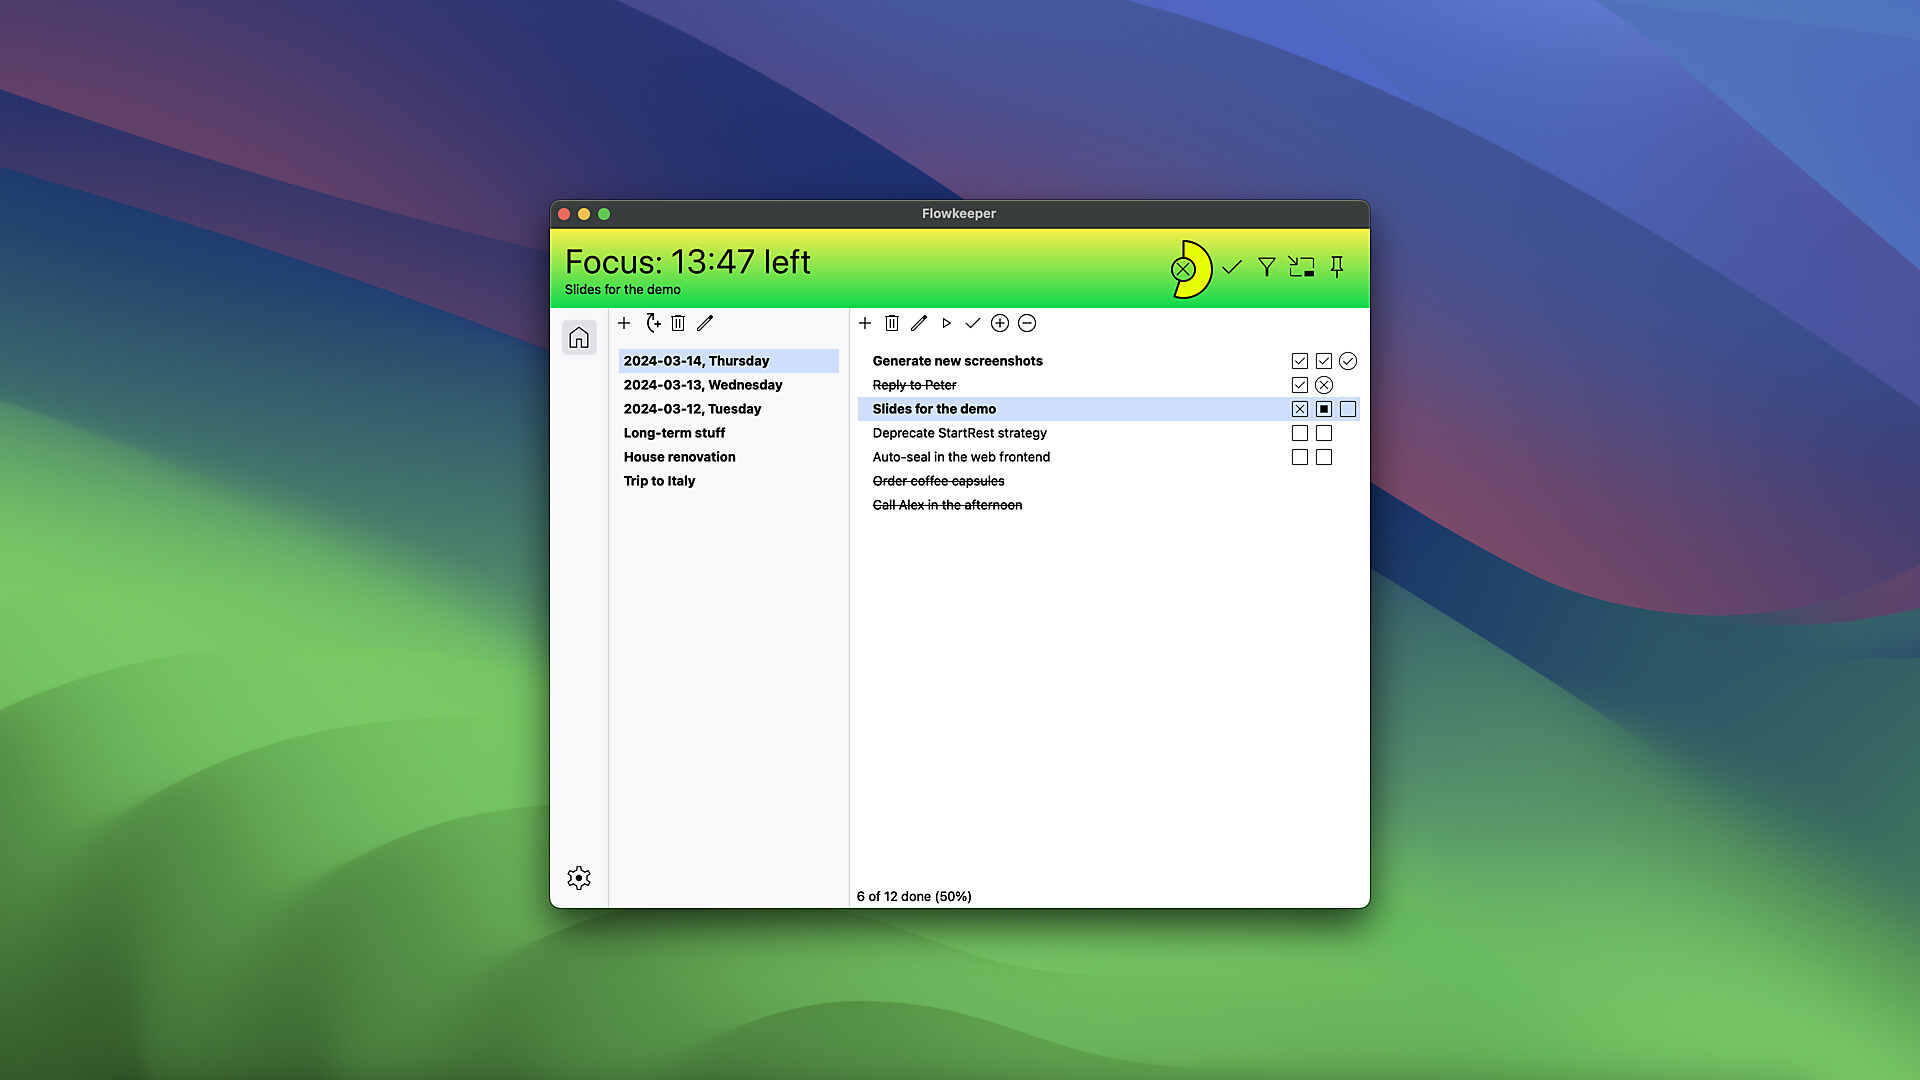 Flowkeeper
Focus: 13:47 left
Slides for the demo
2024-03-14, Thursday
2024-03-13, Wednesday
2024-03-12, Tuesday
Long-term stuff
House renovation
Trip to Italy
Generate new screenshots
Reply to Peter
Slides for the demo
Deprecate StartRest strategy
Auto-seal in the web frontend
Order coffee capsules
Call Alex in the afternoon
6 of 12 done (50%)